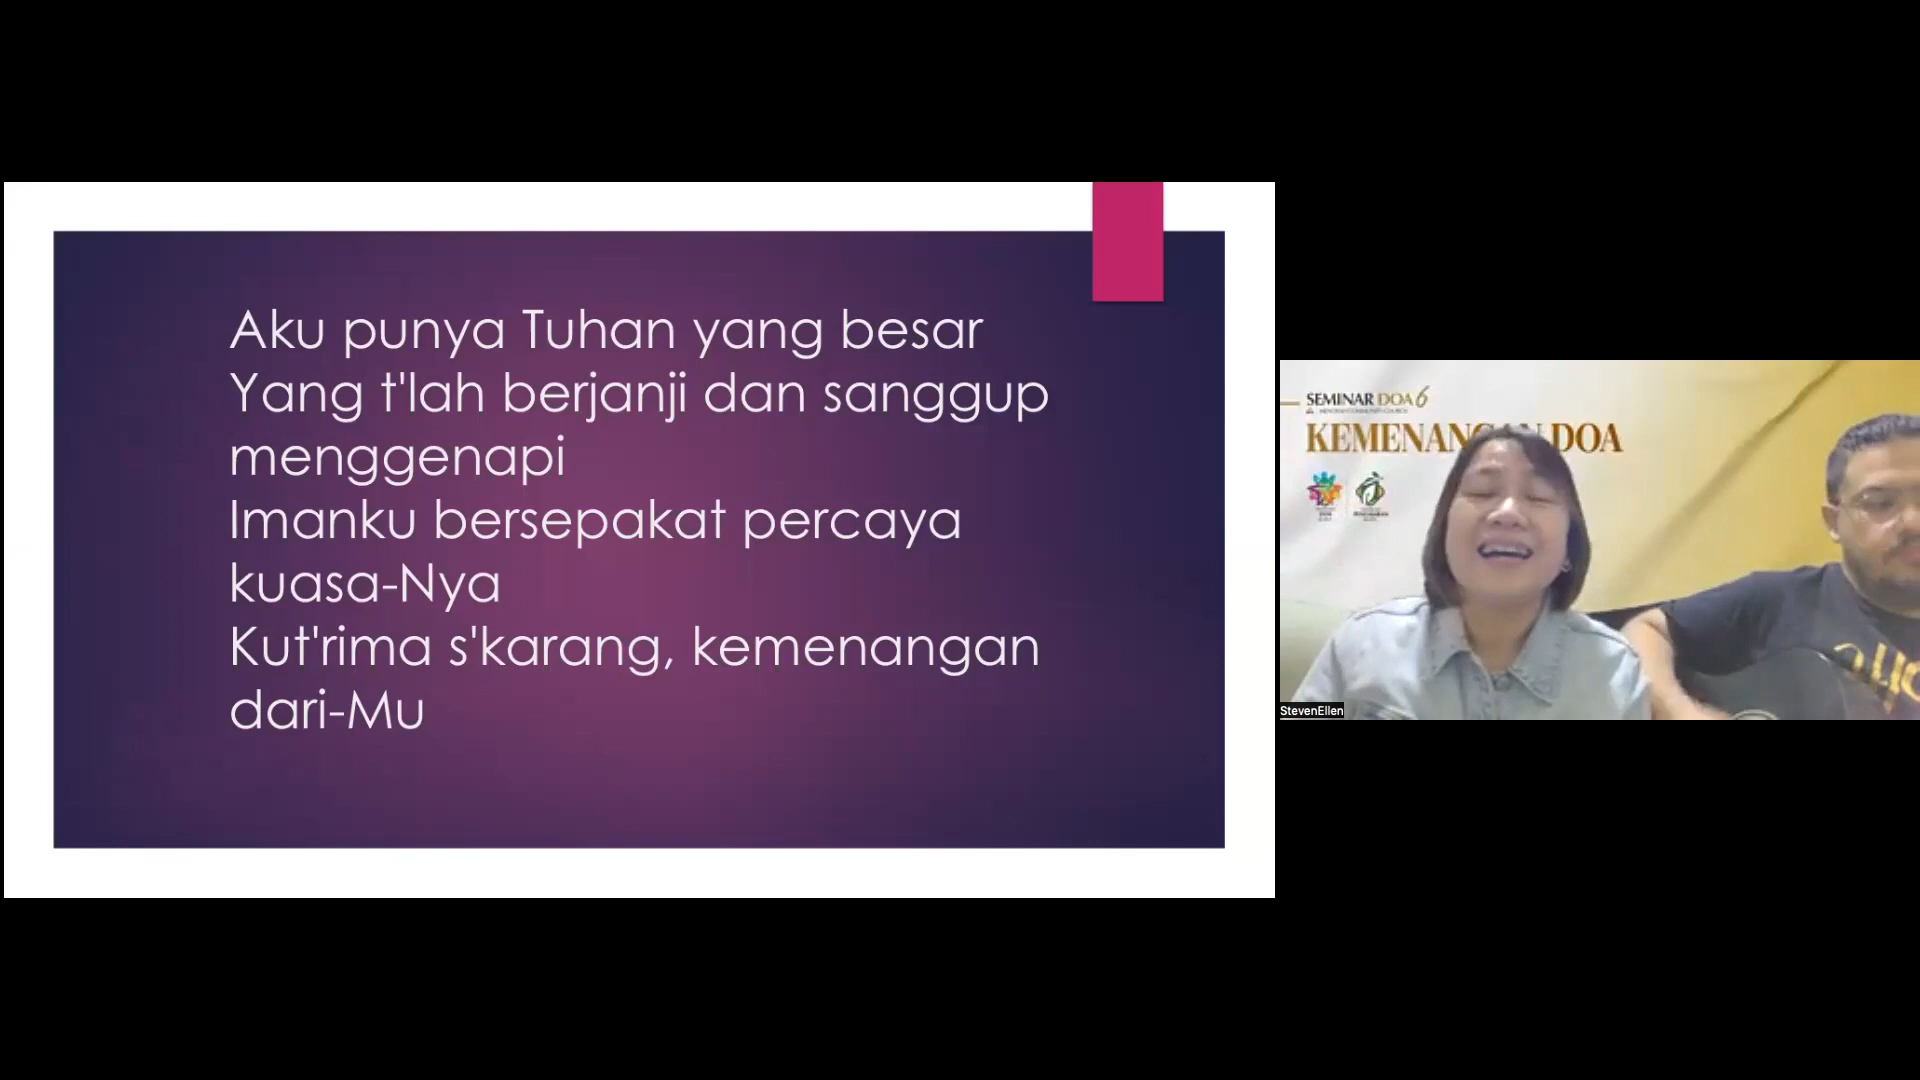 Aku punya Tuhan yang besar
Yang t'lah berjanji dan sanggup
menggenapi
Imanku bersepakat percaya
kuasa-Nya
Kut'rima s'karang, kemenangan
dari-Mu
SEMINAR DOA 6
DOA
StevenEllen